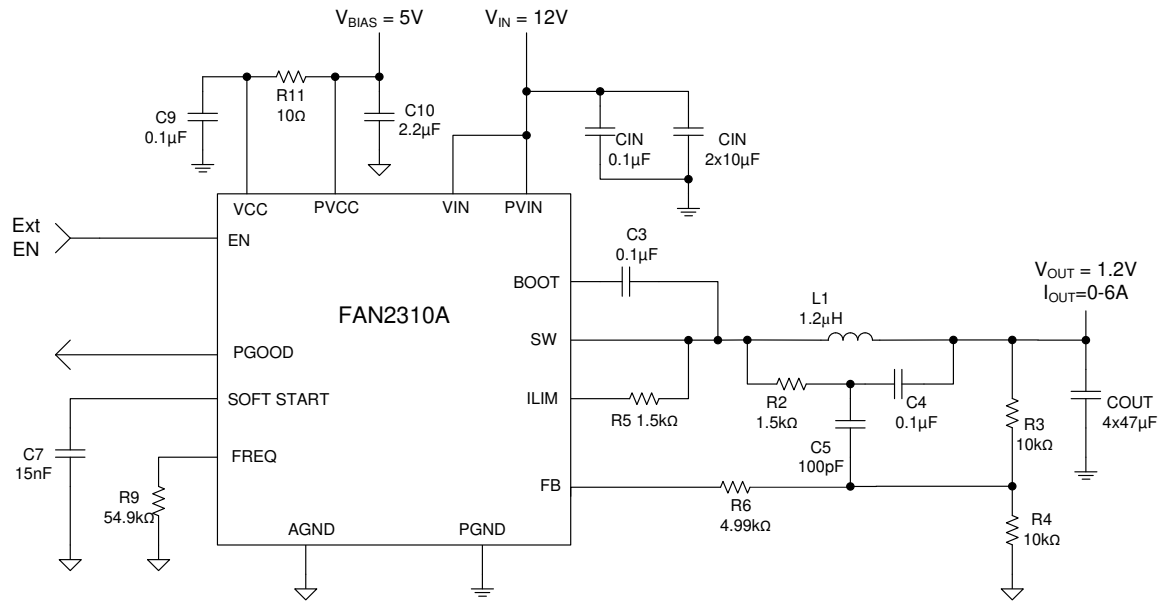 VBIAS = 5V
VIN = 12V
C9
0.1µF
R11
10Ω
C10
2.2µF
CIN
0.1µF
CIN
2x10µF
VCC
PVCC
VIN
PVIN
Ext
EN
EN
BOOT
C3
0.1µF
FAN2310A
VOUT = 1.2V
IOUT=0-6A
L1
1.2µH
SW
PGOOD
SOFT START
ILIM
R5 1.5kΩ
R2
1.5kΩ
C4
0.1µF
C5
100pF
R3
10kΩ
COUT
4x47µF
C7
15nF
FREQ
R9
54.9kΩ
FB
R6
4.99kΩ
R4
10kΩ
AGND
PGND